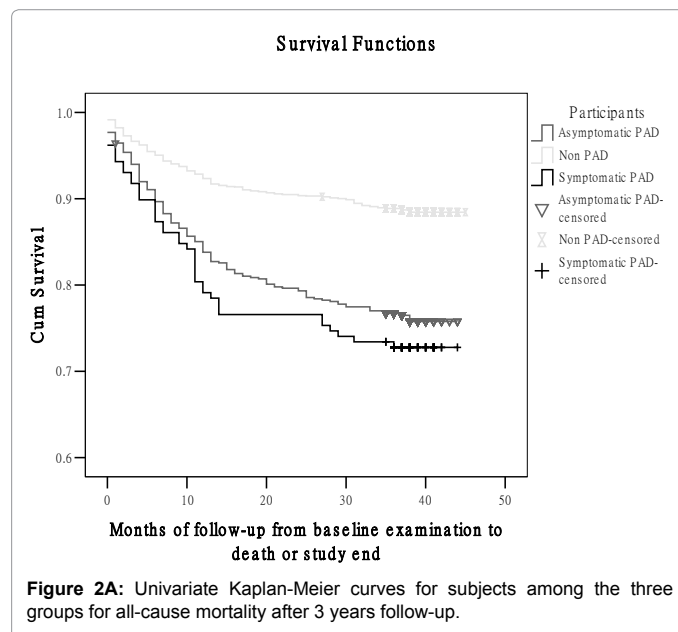 Survival Functions
1.0
0.9
0.8
0.7
0.6
Cum Survival
0
10
20
30
40
50
Months of follow-up from baseline examination to
death or study end
Participants
Asymptomatic PAD
Non PAD
Symptomatic PAD
Asymptomatic PAD-
censored
Non PAD-censored
Symptomatic PAD-
censored
Figure 2A: Univariate Kaplan-Meier curves for subjects among the three
groups for all-cause mortality after 3 years follow-up.